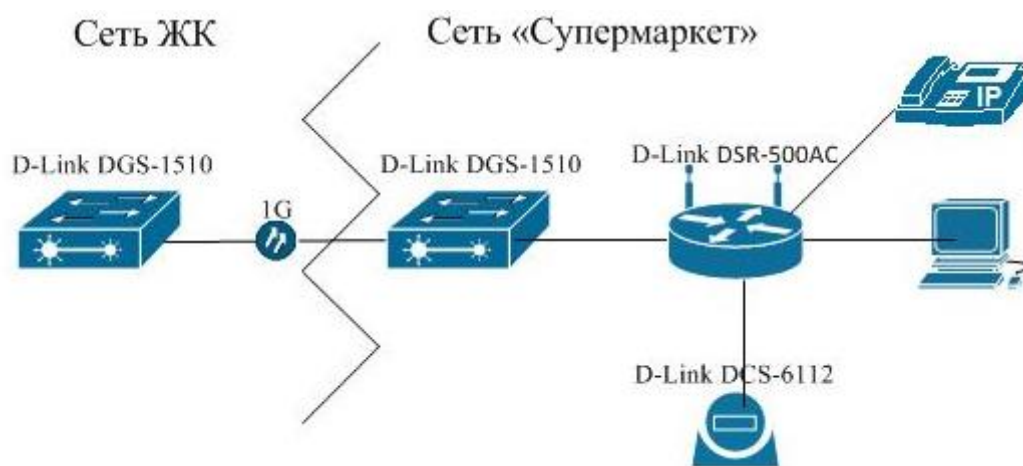 Сеть ЖК
Сеть «Супермаркет»
IP
D-Link DGS-1510
1G
D-Link DGS-1510
D-Link DSR-500AC
D-Link DCS-6112